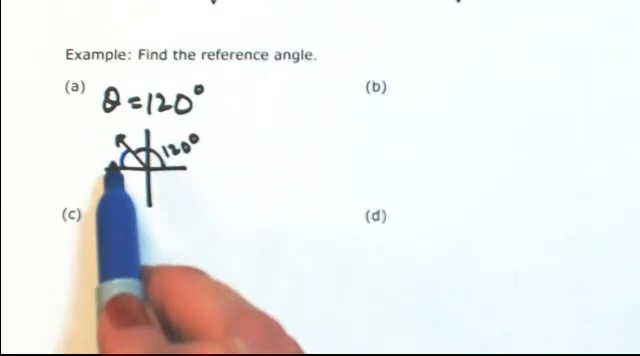 Example: Find the reference angle.
(a) θ = 120° (b)
120°
(c) (d)